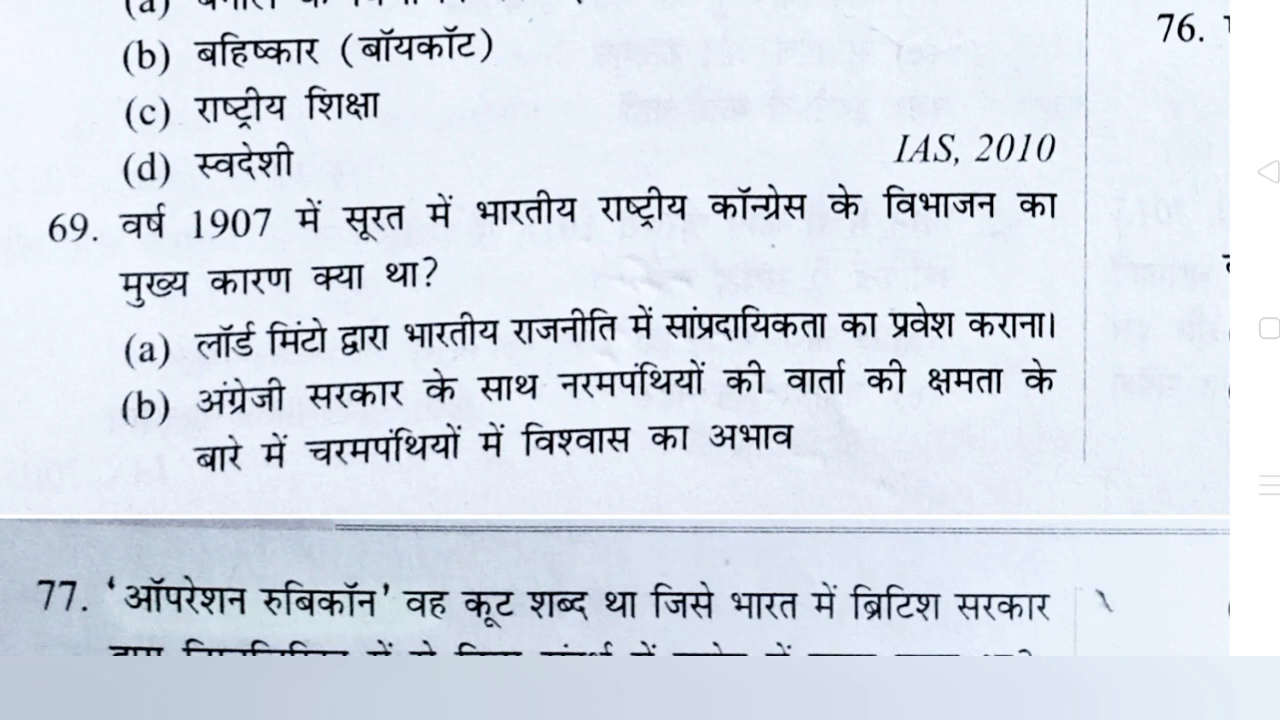 (b) बहिष्कार (बॉयकॉट)
(c) राष्ट्रीय शिक्षा
(d) स्वदेशी
IAS, 2010
69. वर्ष 1907 में सूरत में भारतीय राष्ट्रीय कॉन्ग्रेस के विभाजन का
मुख्य कारण क्या था?
(a) लॉर्ड मिंटो द्वारा भारतीय राजनीति में सांप्रदायिकता का प्रवेश कराना।
(b) अंग्रेजी सरकार के साथ नरमपंथियों की वार्ता की क्षमता के
बारे में चरमपंथियों में विश्वास का अभाव
76.
77. 'ऑपरेशन रुबिकॉन' वह कूट शब्द था जिसे भारत में ब्रिटिश सरकार